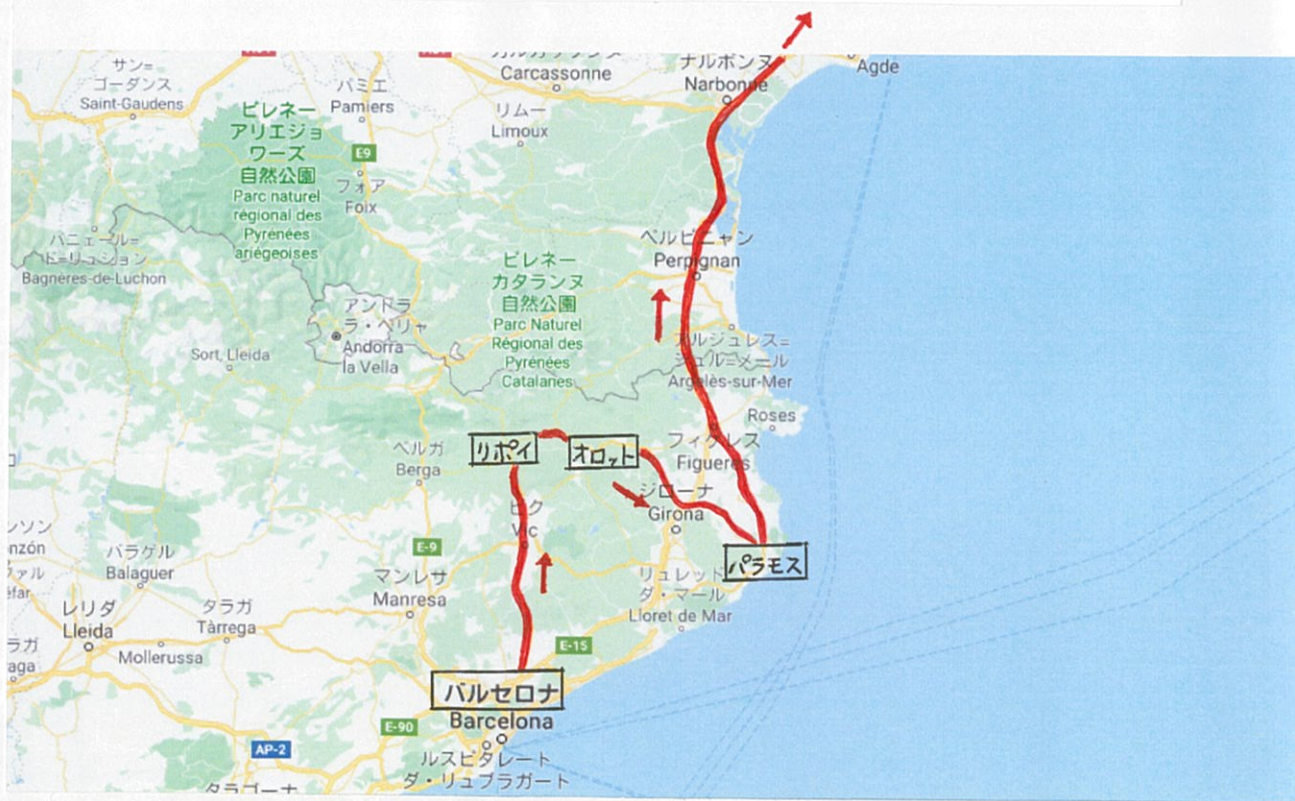 サン=
ゴーダンス
Saint-Gaudens
パミエ
Pamiers
Carcassonne
リムー
Limoux
ナルボンヌ
Narbonne
Agde
ピレネー
アリエジョ
ワーズ
自然公園
Parc naturel
régional des
Pyrénées
ariégeoises
E9
フォア
Foix
バニェール=
ド=リュション
Bagnères-de-Luchon
ペルピニャン
Perpignan
ピレネー
カタランヌ
自然公園
Parc Naturel
Régional des
Pyrénées
Catalanes
アンドラ
ラ・ベリャ
Andorra
la Vella
Sort, Lleida
アルジュレス=
シュル=メール
Argelès-sur-Mer
Roses
ベルガ
Berga
リポイ
オロット
フィゲレス
Figueres
ジローナ
Girona
ビク
Vic
パラモス
E-9
ンソン
nzón
バラゲル
Balaguer
マンレサ
Manresa
リュレット
ダ・マール
Lloret de Mar
レリダ
Lleida
タラガ
Tàrrega
Mollerussa
E-15
バルセロナ
Barcelona
E-90
AP-2
ルスピタレート
ダ・リュブラガート
タラゴーナ